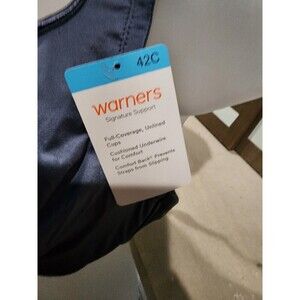 42C
warners
Signature Support
Full-Coverage, Unlined
Cups
Cushioned Underwire
for Comfort
Comfort Back® Prevents
Straps from Slipping